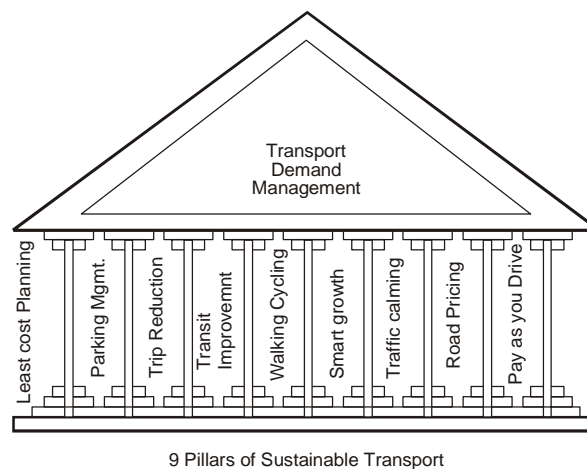 Transport
Demand
Management
Least cost Planning
Parking Mgmt.
Trip Reduction
Transit
Improvemnt
Walking Cycling
Smart growth
Traffic calming
Road Pricing
Pay as you Drive
9 Pillars of Sustainable Transport